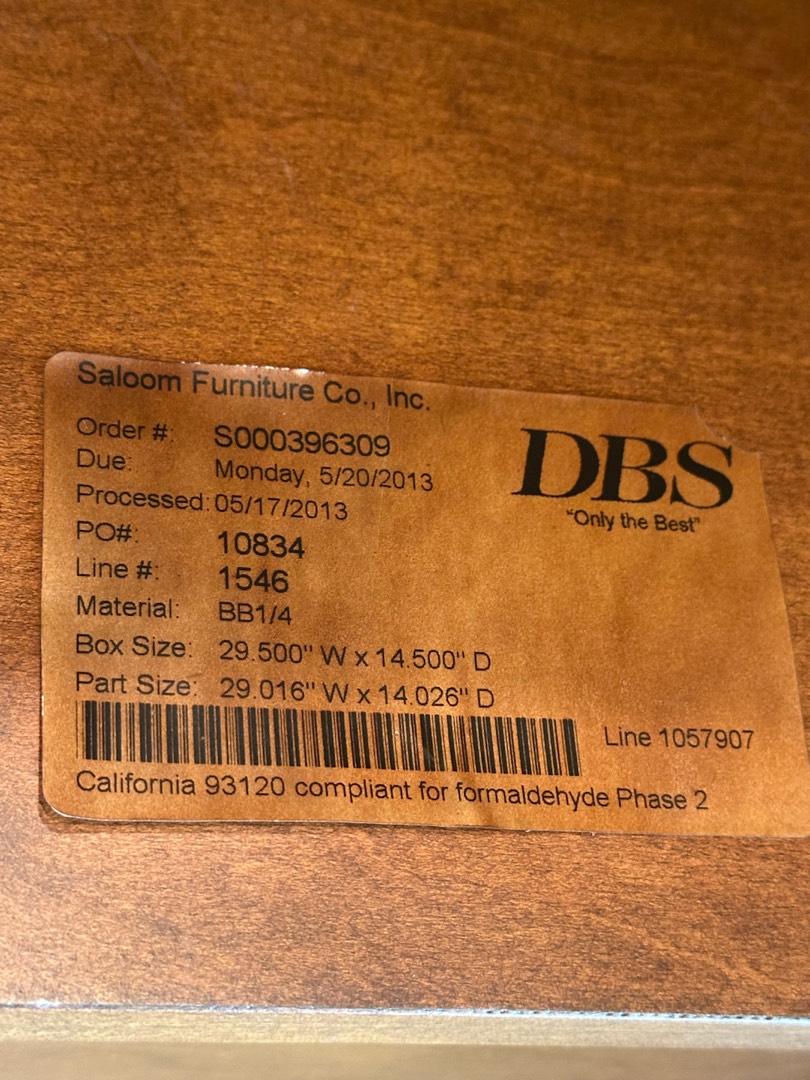 Saloom Furniture Co., Inc.
Order #: S000396309
Due: Monday, 5/20/2013
Processed: 05/17/2013
PO#: 10834
Line #: 1546
Material: BB1/4
Box Size: 29.500" W x 14.500" D
Part Size: 29.016" W x 14.026" D
DBS
"Only the Best"
Line 1057907
California 93120 compliant for formaldehyde Phase 2